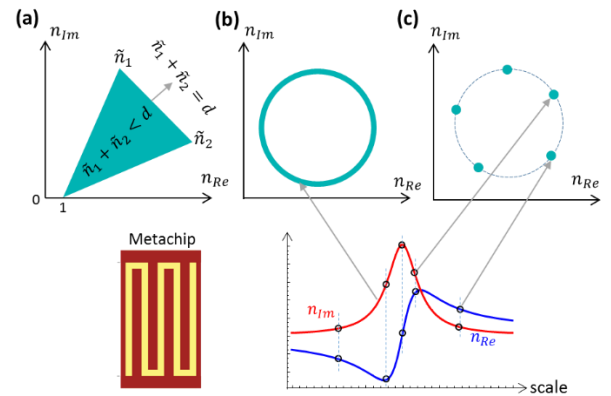 (a)
n_Im
ñ_1
ñ_1 + ñ_2 = d
ñ_1 + ñ_2 < d
ñ_2
0
1
n_Re
(b)
n_Im
n_Re
(c)
n_Im
n_Re
Metachip
n_Im
n_Re
scale